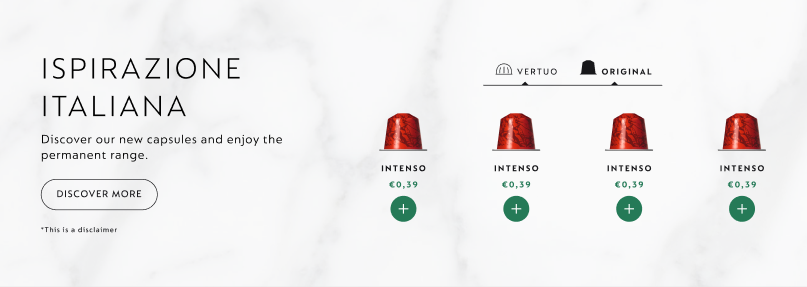 ISPIRAZIONE
ITALIANA
Discover our new capsules and enjoy the
permanent range.
DISCOVER MORE
*This is a disclaimer
VERTUO ORIGINAL
INTENSO INTENSO INTENSO INTENSO
€0,39 €0,39 €0,39 €0,39